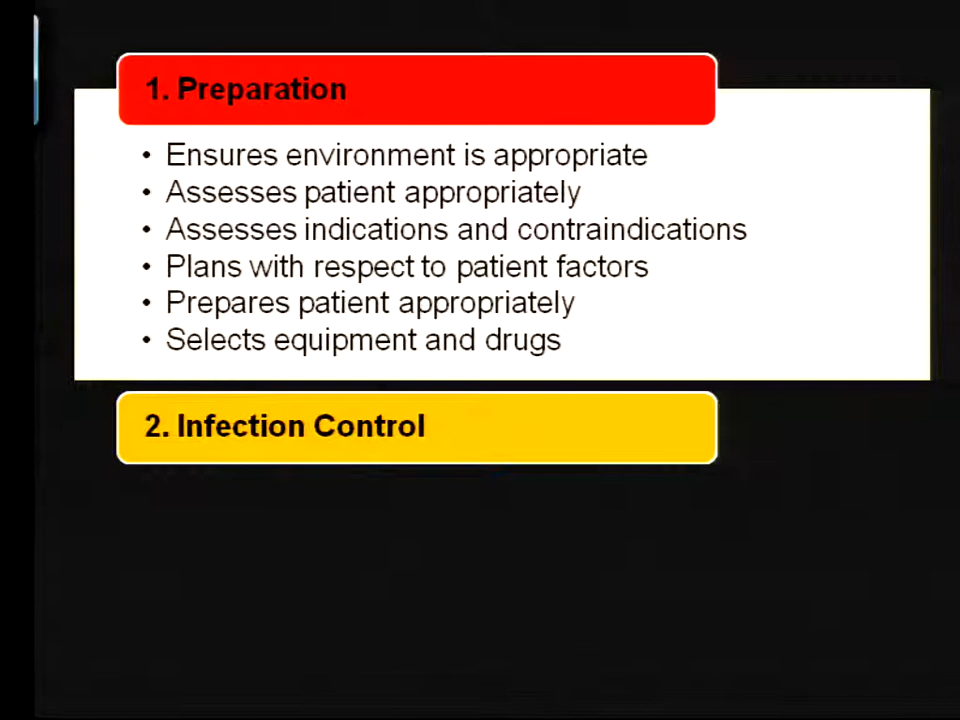 1. Preparation
• Ensures environment is appropriate
• Assesses patient appropriately
• Assesses indications and contraindications
• Plans with respect to patient factors
• Prepares patient appropriately
• Selects equipment and drugs
2. Infection Control